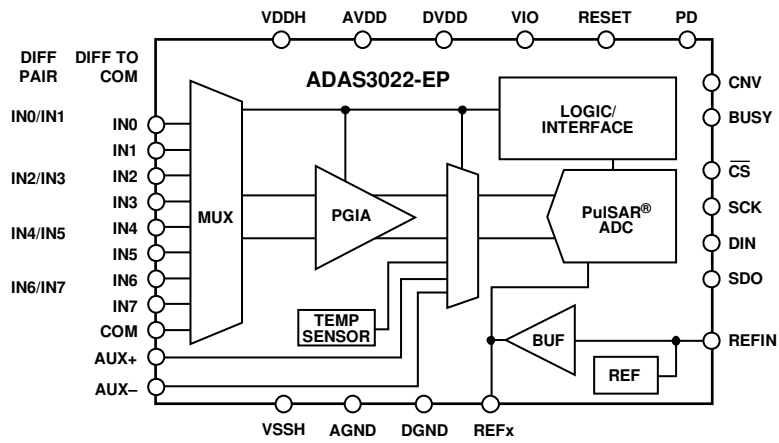 VDDH AVDD DVDD VIO RESET PD
DIFF PAIR
DIFF TO COM
ADAS3022-EP
IN0/IN1
IN2/IN3
IN4/IN5
IN6/IN7
IN0
IN1
IN2
IN3
IN4
IN5
IN6
IN7
COM
AUX+
AUX–
MUX
PGIA
TEMP
SENSOR
LOGIC/
INTERFACE
PulSAR®
ADC
BUF
REF
CNV
BUSY
CS
SCK
DIN
SDO
REFIN
VSSH AGND DGND REFx